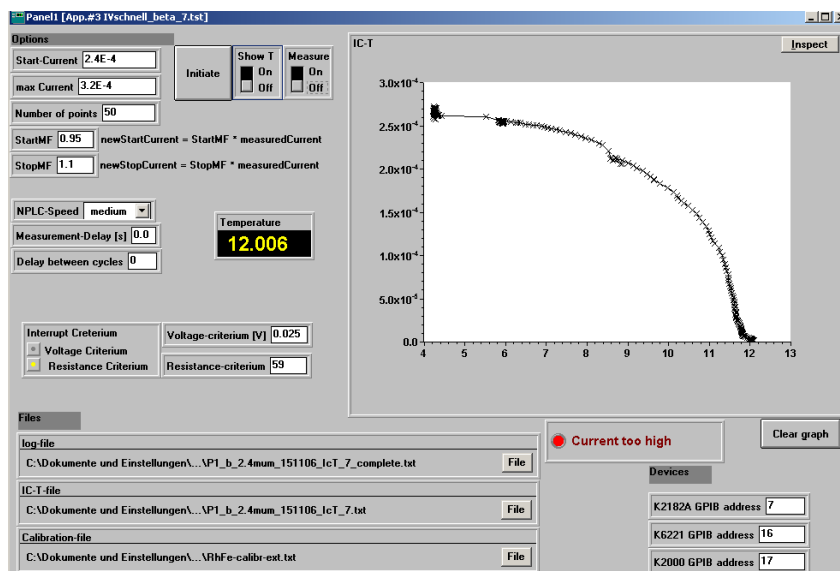 Panel1 [App.#3 IVschnell_beta_7.tst]
Options
Start-Current 2.4E-4
max Current 3.2E-4
Number of points 50
StartMF 0.95 newStartCurrent = StartMF * measuredCurrent
StopMF 1.1 newStopCurrent = StopMF * measuredCurrent
Initiate
Show T
On
Off
Measure
On
Off
NPLC-Speed medium
Measurement-Delay [s] 0.0
Delay between cycles 0
Temperature
12.006
Interrupt Creterium
Voltage Criterium
Resistance Criterium
Voltage-criterium [V] 0.025
Resistance-criterium 59
IC-T
Inspect
3.0x10-4
2.5x10-4
2.0x10-4
1.5x10-4
1.0x10-4
5.0x10-5
0.0
4 5 6 7 8 9 10 11 12 13
Files
log-file
C:\Dokumente und Einstellungen\...\P1_b_2.4mum_151106_IcT_7_complete.txt File
IC-T-file
C:\Dokumente und Einstellungen\...\P1_b_2.4mum_151106_IcT_7.txt File
Calibration-file
C:\Dokumente und Einstellungen\...\RhFe-calibr-ext.txt File
Current too high
Clear graph
Devices
K2182A GPIB address 7
K6221 GPIB address 16
K2000 GPIB address 17